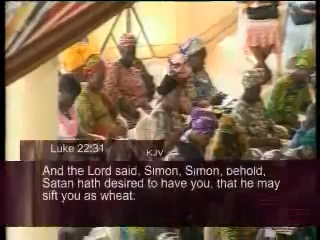 Luke 22:31
KJV
And the Lord said, Simon, Simon, behold,
Satan hath desired to have you, that he may
sift you as wheat: